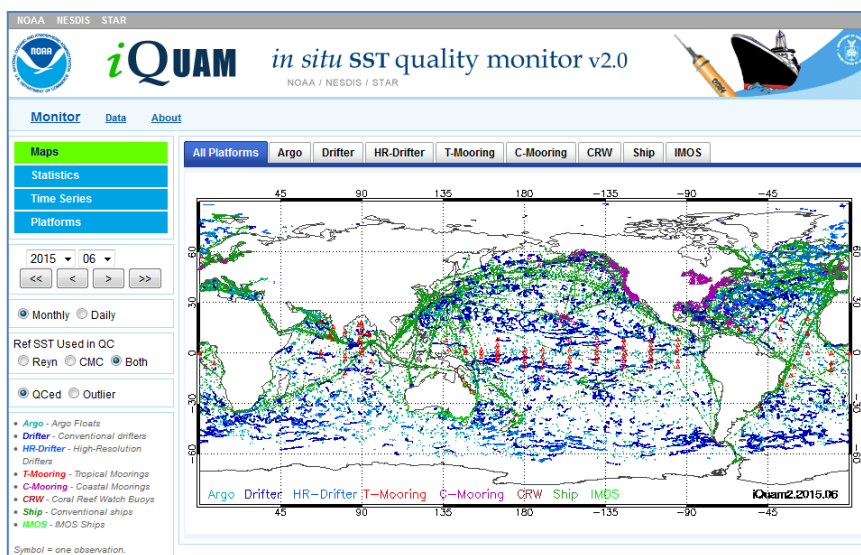 NOAA NESDIS STAR
iQUAM
in situ SST quality monitor v2.0
NOAA / NESDIS / STAR
Monitor Data About
Maps
Statistics
Time Series
Platforms
2015 06
<< < > >>
Monthly Daily
Ref SST Used in QC
Reyn CMC Both
QCed Outlier
Argo - Argo Floats
Drifter - Conventional drifters
HR-Drifter - High-Resolution
Drifters
T-Mooring - Tropical Moorings
C-Mooring - Coastal Moorings
CRW - Coral Reef Watch Buoys
Ship - Conventional ships
IMOS - IMOS Ships
Symbol = one observation.
All Platforms Argo Drifter HR-Drifter T-Mooring C-Mooring CRW Ship IMOS
45 90 135 180 -135 -90 -45
60 60
30 30
0 0
-30 -30
-60 -60
Argo Drifter HR-Drifter T-Mooring C-Mooring CRW Ship IMOS
iQuam2.2015.06
45 90 135 180 -135 -90 -45